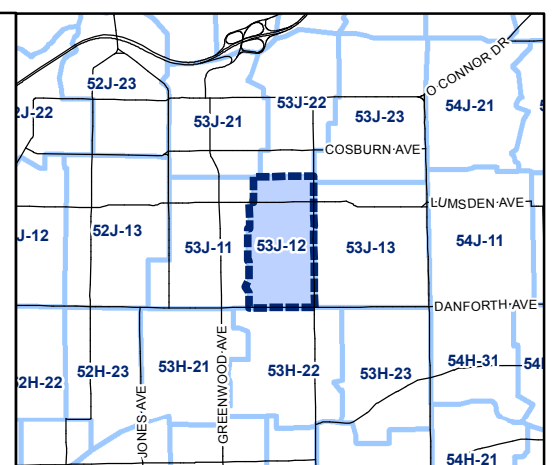 O CONNOR DR
52J-23
53J-22
54J-21
2J-22
53J-21
53J-23
COSBURN AVE
LUMSDEN AVE
J-12
52J-13
53J-11
53J-12
53J-13
54J-11
DANFORTH AVE
54H-31
54
53H-21
53H-22
53H-23
52H-23
2H-22
JONES AVE
GREENWOOD AVE
54H-21